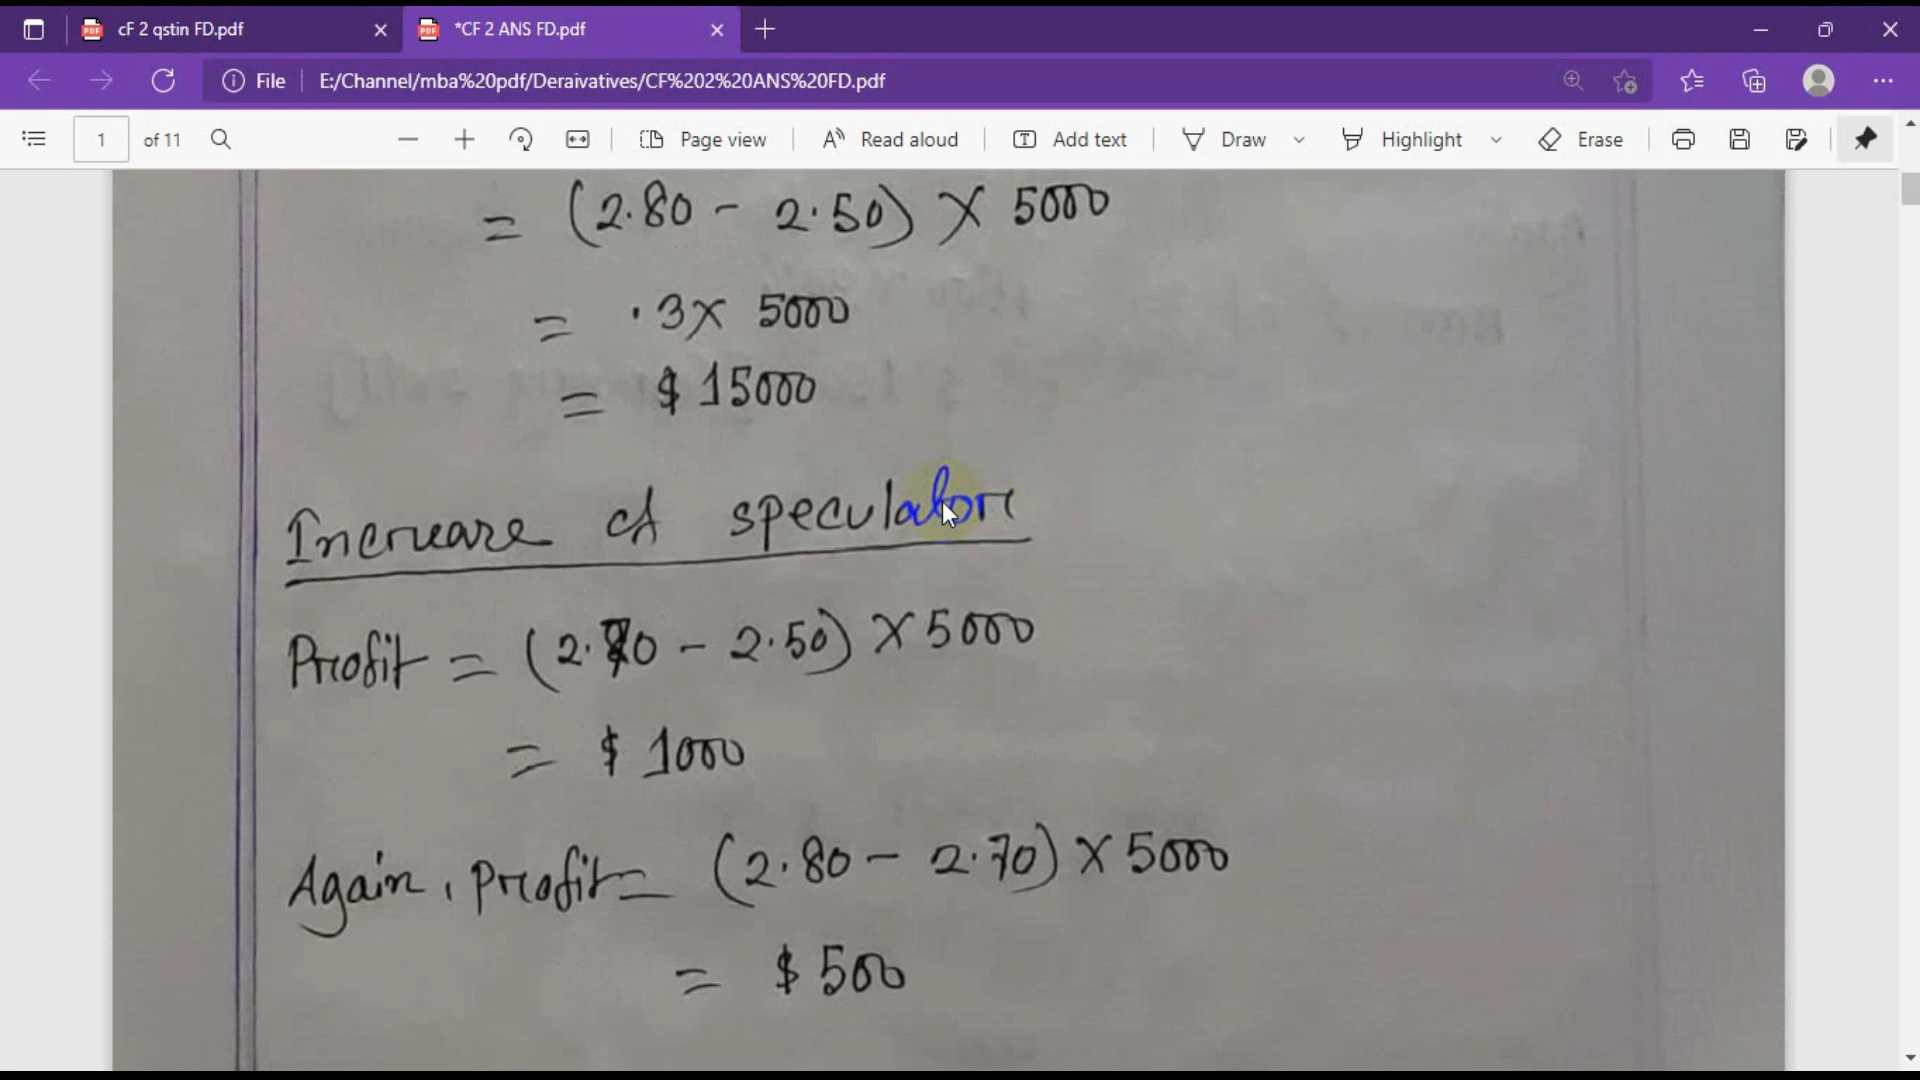 cF 2 qstin FD.pdf
*CF 2 ANS FD.pdf
File
E:/Channel/mba%20pdf/Deraivatives/CF%202%20ANS%20FD.pdf
1 of 11
Page view
Read aloud
Add text
Draw
Highlight
Erase
= (2.80 - 2.50) X 5000
= .3 X 5000
= $ 15000
Increase of speculator
Profit = (2.70 - 2.50) X 5000
= $ 1000
Again, Profit = (2.80 - 2.70) X 5000
= $ 500